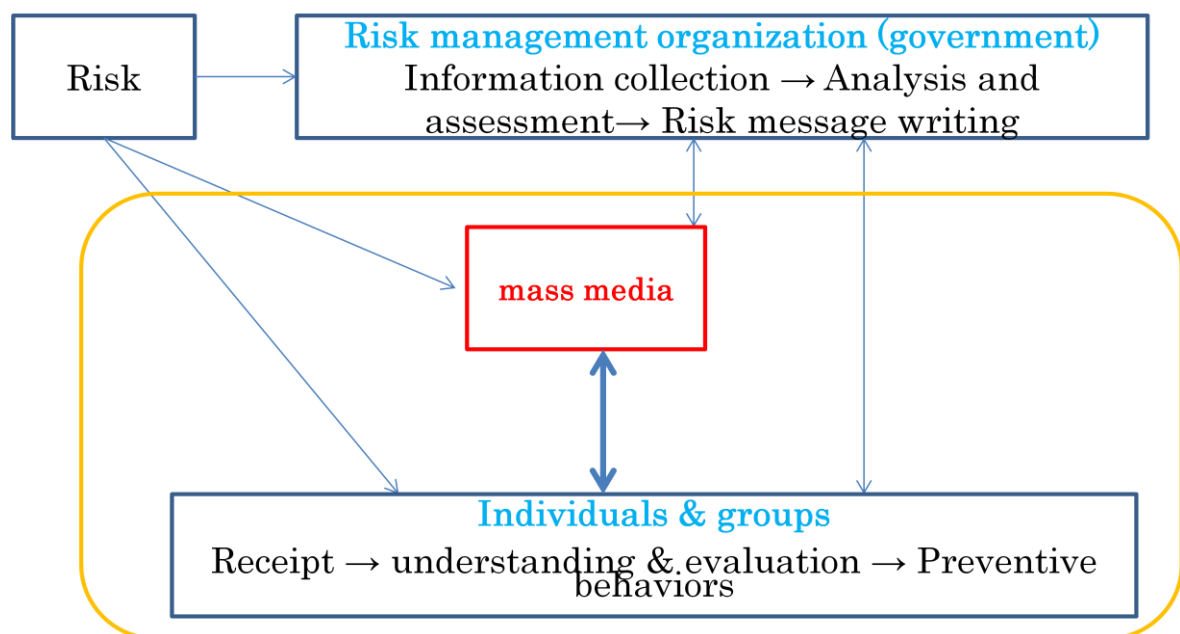 Risk
Risk management organization (government)
Information collection → Analysis and
assessment→ Risk message writing
mass media
Individuals & groups
Receipt → understanding & evaluation → Preventive
behaviors